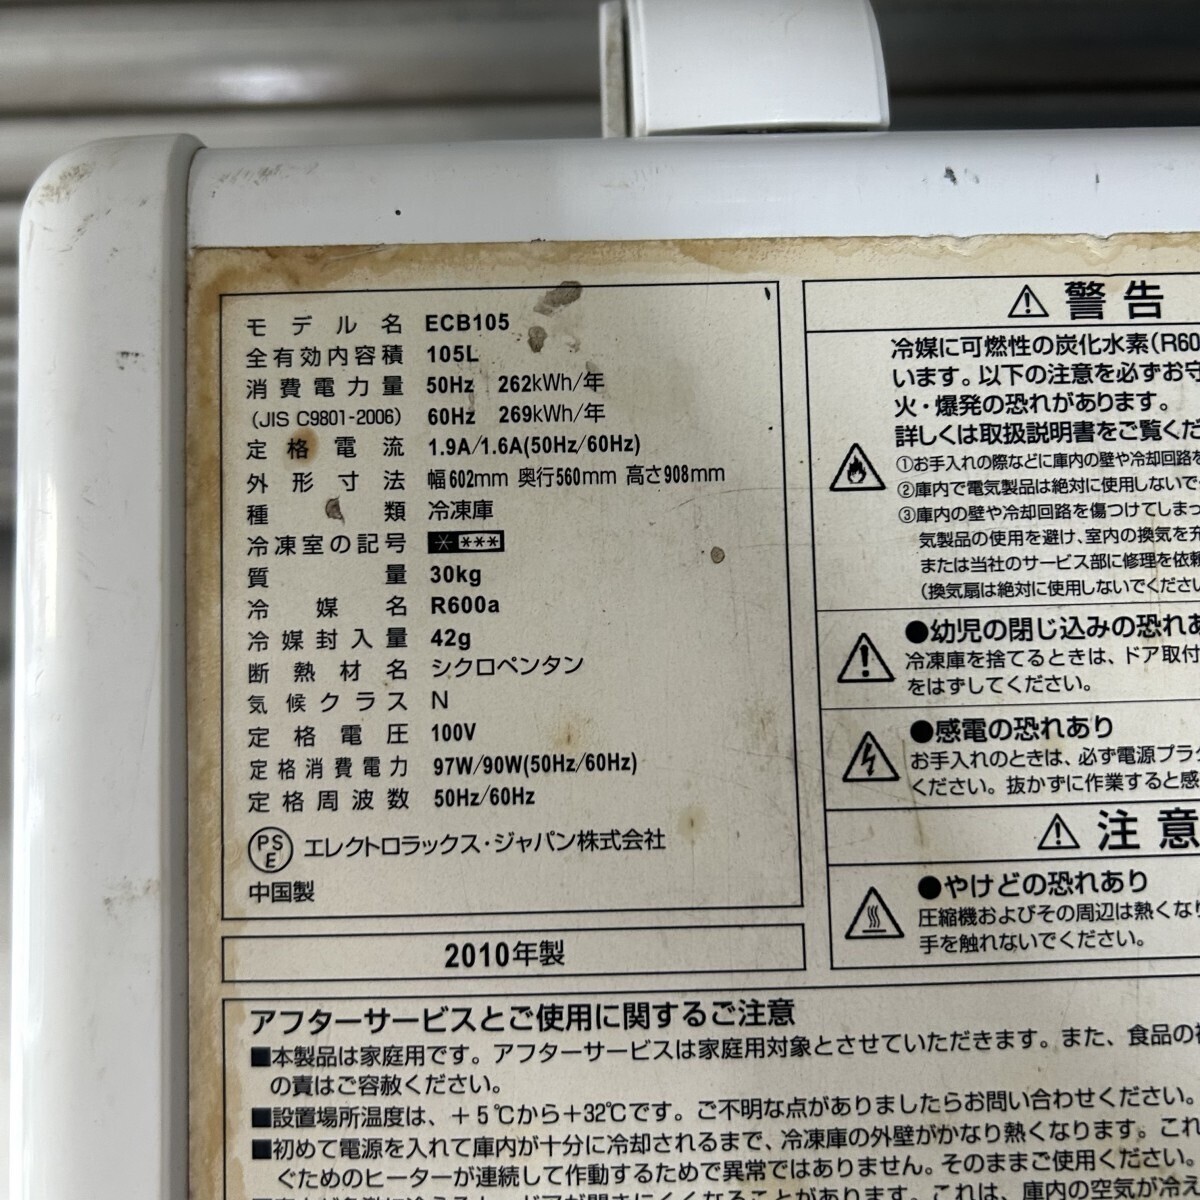 モデル名 ECB105
全有効内容積 105L
消費電力量 50Hz 262kWh/年
(JIS C9801-2006) 60Hz 269kWh/年
定格電流 1.9A/1.6A(50Hz/60Hz)
外形寸法 幅602mm 奥行560mm 高さ908mm
種類 冷凍庫
冷凍室の記号 ＊***
質量 30kg
冷媒名 R600a
冷媒封入量 42g
断熱材名 シクロペンタン
気候クラス N
定格電圧 100V
定格消費電力 97W/90W(50Hz/60Hz)
定格周波数 50Hz/60Hz
PSE エレクトロラックス・ジャパン株式会社
中国製
2010年製
⚠警告
冷媒に可燃性の炭化水素(R60
います。以下の注意を必ずお守
火・爆発の恐れがあります。
詳しくは取扱説明書をご覧くだ
①お手入れの際などに庫内の壁や冷却回路を
②庫内で電気製品は絶対に使用しないで
③庫内の壁や冷却回路を傷つけてしまっ
気製品の使用を避け、室内の換気を充
または当社のサービス部に修理を依頼
(換気扇は絶対に使用しないでください
●幼児の閉じ込みの恐れあ
冷凍庫を捨てるときは、ドア取付
をはずしてください。
●感電の恐れあり
お手入れのときは、必ず電源プラ
ください。抜かずに作業すると感
⚠注意
●やけどの恐れあり
圧縮機およびその周辺は熱くなり
手を触れないでください。
アフターサービスとご使用に関するご注意
■本製品は家庭用です。アフターサービスは家庭用対象とさせていただきます。また、食品の
の責はご容赦ください。
■設置場所温度は、＋5℃から＋32℃です。ご不明な点がありましたらお問い合わせください。
■初めて電源を入れて庫内が十分に冷却されるまで、冷凍庫の外壁がかなり熱くなります。これ
ぐためのヒーターが連続して作動するためで異常ではありません。そのままご使用ください。